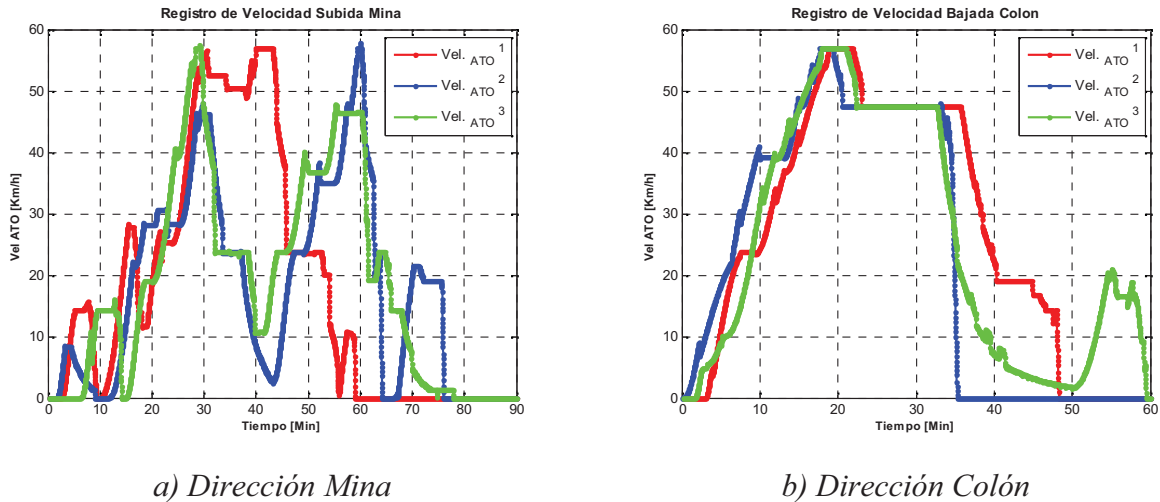 Registro de Velocidad Subida Mina
60
50
40
30
20
10
0
Vel ATO [Km/h]
Vel. ATO 1
Vel. ATO 2
Vel. ATO 3
0 10 20 30 40 50 60 70 80 90
Tiempo [Min]
a) Dirección Mina
Registro de Velocidad Bajada Colon
60
50
40
30
20
10
0
Vel ATO [Km/h]
Vel. ATO 1
Vel. ATO 2
Vel. ATO 3
0 10 20 30 40 50 60
Tiempo [Min]
b) Dirección Colón